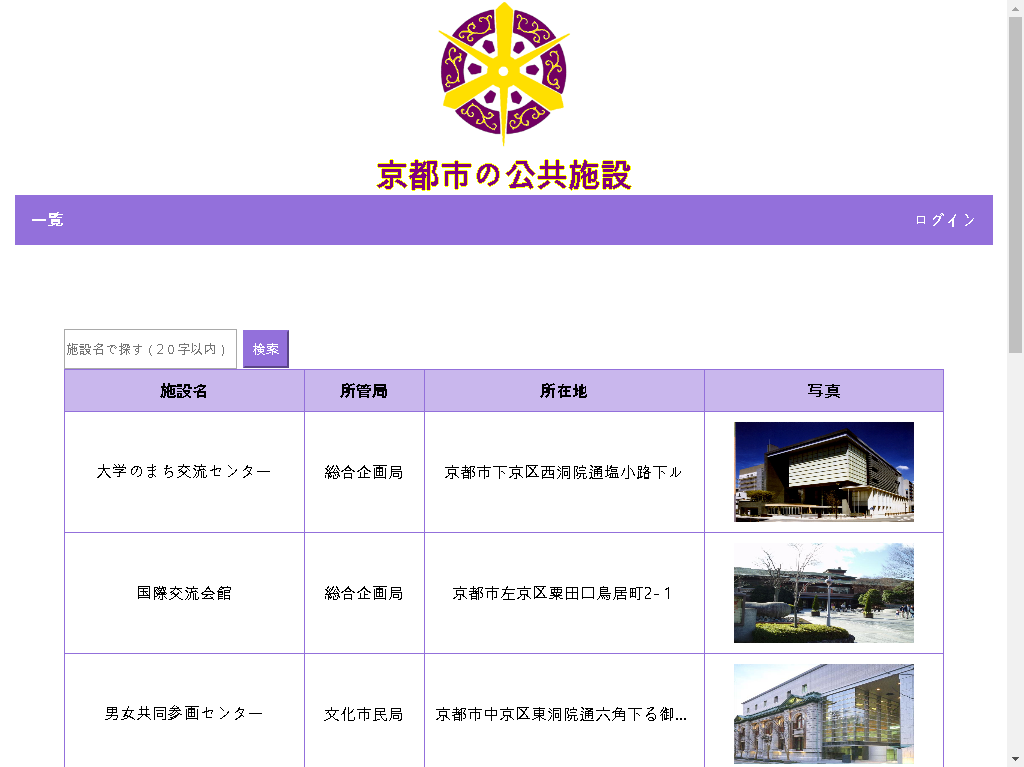 京都市の公共施設
一覧 ログイン
施設名で探す(２０字以内) 検索
施設名 所管局 所在地 写真
大学のまち交流センター 総合企画局 京都市下京区西洞院通塩小路下ル
国際交流会館 総合企画局 京都市左京区粟田口鳥居町2-１
男女共同参画センター 文化市民局 京都市中京区東洞院通六角下る御...